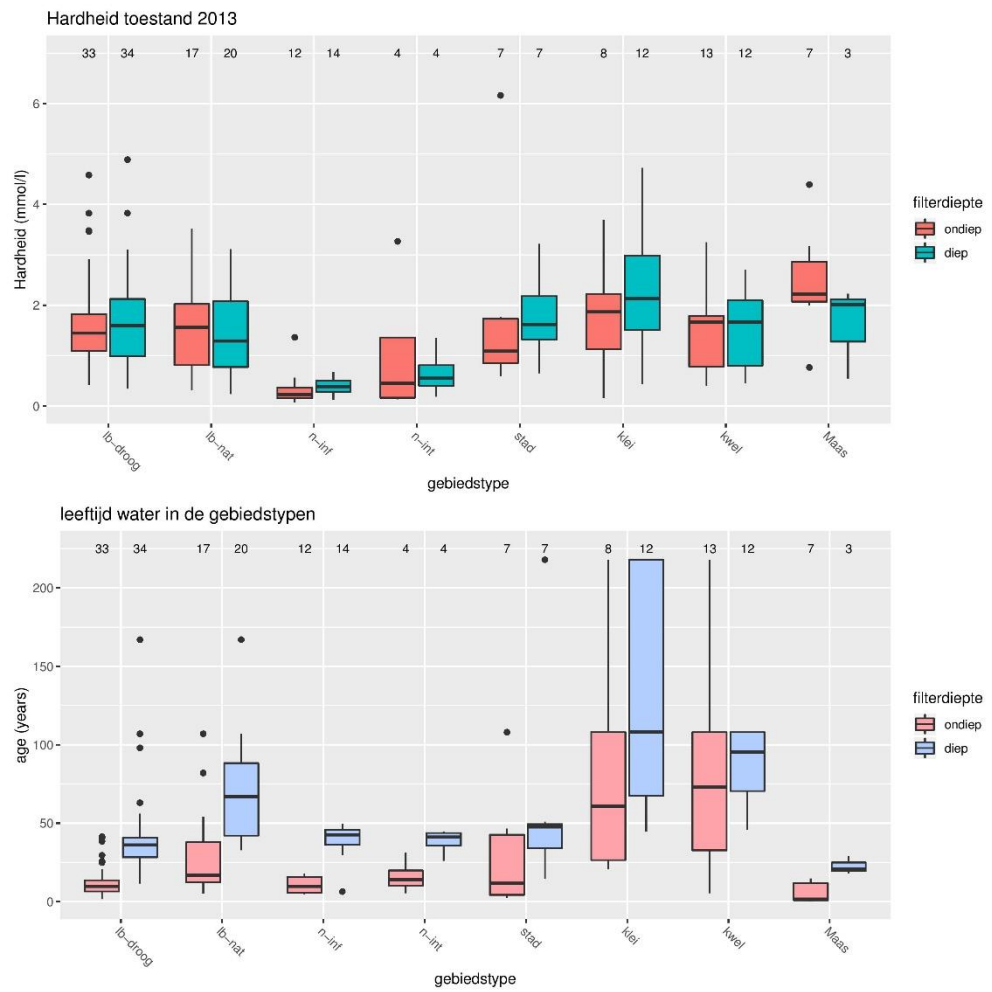 Hardheid toestand 2013
33 34 17 20 12 14 4 4 7 7 8 12 13 12 7 3
6
4
2
0
Hardheid (mmol/l)
lb-droog lb-nat n-inf n-int stad klei kwel Maas
gebiedstype
filterdiepte
ondiep
diep
leeftijd water in de gebiedstypen
33 34 17 20 12 14 4 4 7 7 8 12 13 12 7 3
200
150
100
50
0
age (years)
lb-droog lb-nat n-inf n-int stad klei kwel Maas
gebiedstype
filterdiepte
ondiep
diep